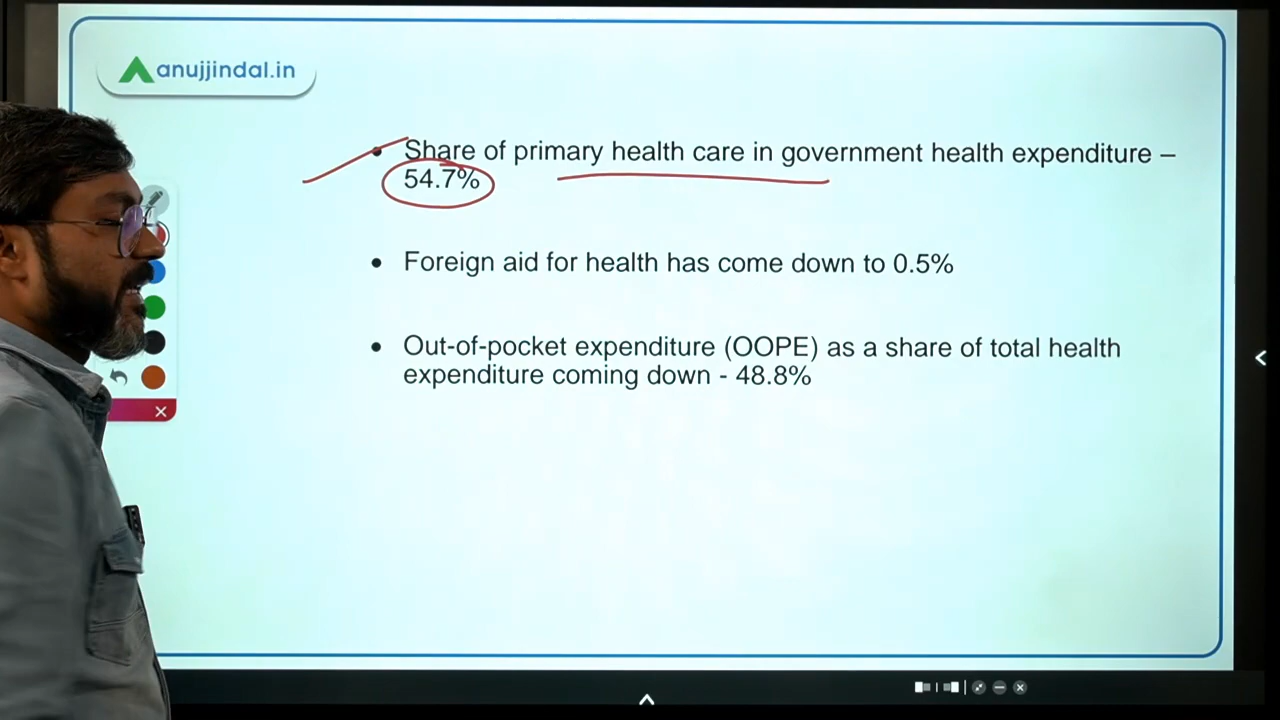 anujjindal.in
• Share of primary health care in government health expenditure –
54.7%
• Foreign aid for health has come down to 0.5%
• Out-of-pocket expenditure (OOPE) as a share of total health
expenditure coming down - 48.8%